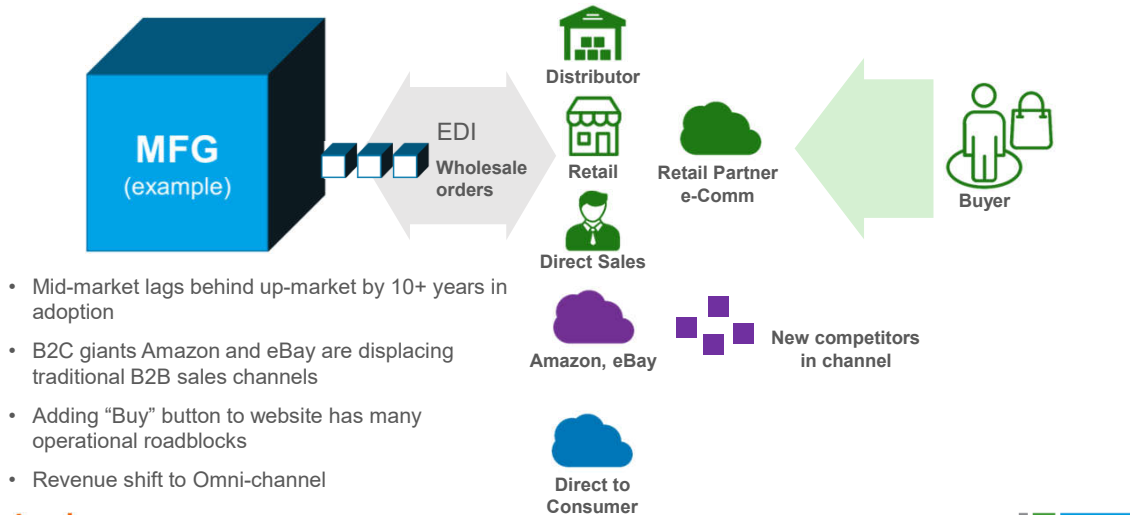 MFG
(example)
EDI
Wholesale
orders
Distributor
Retail
Direct Sales
Retail Partner
e-Comm
Buyer
Amazon, eBay
New competitors
in channel
Direct to
Consumer
• Mid-market lags behind up-market by 10+ years in
adoption
• B2C giants Amazon and eBay are displacing
traditional B2B sales channels
• Adding “Buy” button to website has many
operational roadblocks
• Revenue shift to Omni-channel